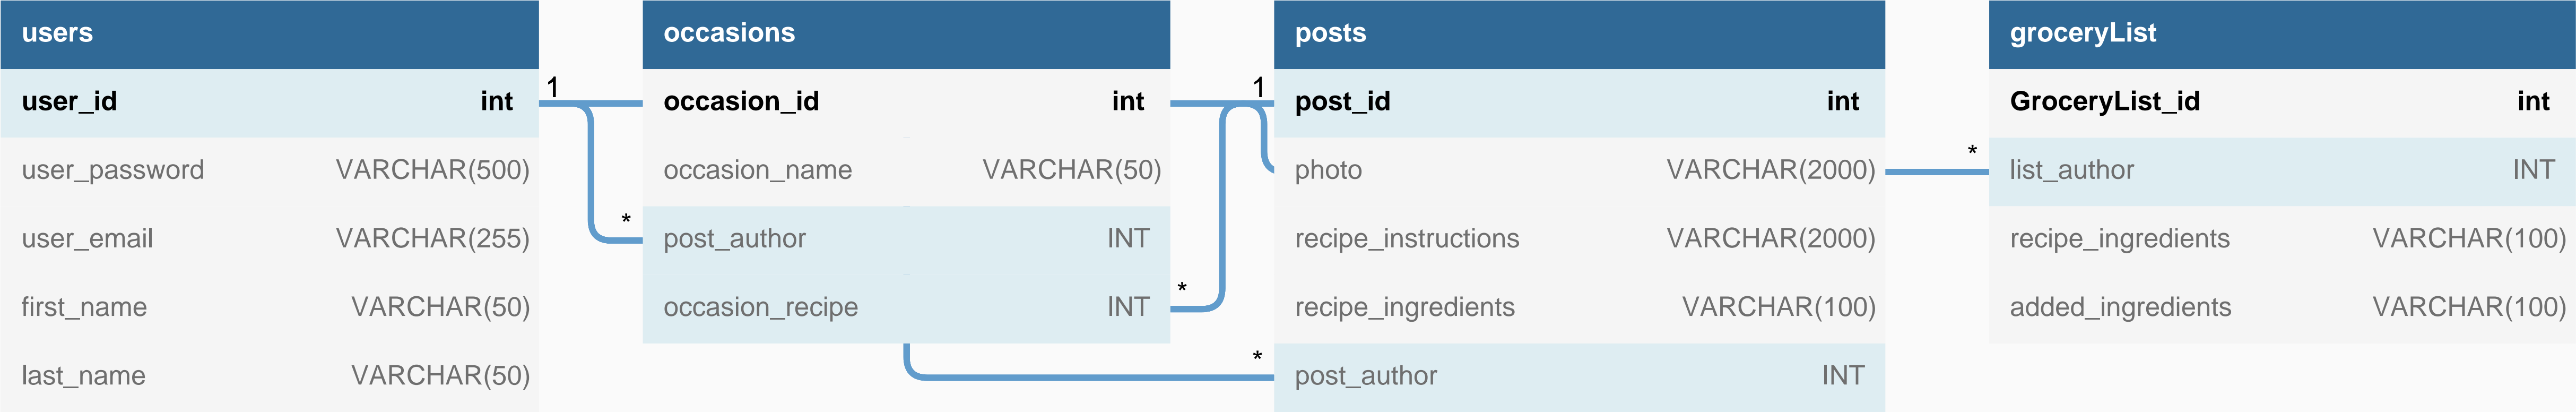 users
user_id int
user_password VARCHAR(500)
user_email VARCHAR(255)
first_name VARCHAR(50)
last_name VARCHAR(50)
1
*
occasions
occasion_id int
occasion_name VARCHAR(50)
post_author INT
occasion_recipe INT
1
*
*
posts
post_id int
photo VARCHAR(2000)
recipe_instructions VARCHAR(2000)
recipe_ingredients VARCHAR(100)
post_author INT
*
groceryList
GroceryList_id int
list_author INT
recipe_ingredients VARCHAR(100)
added_ingredients VARCHAR(100)